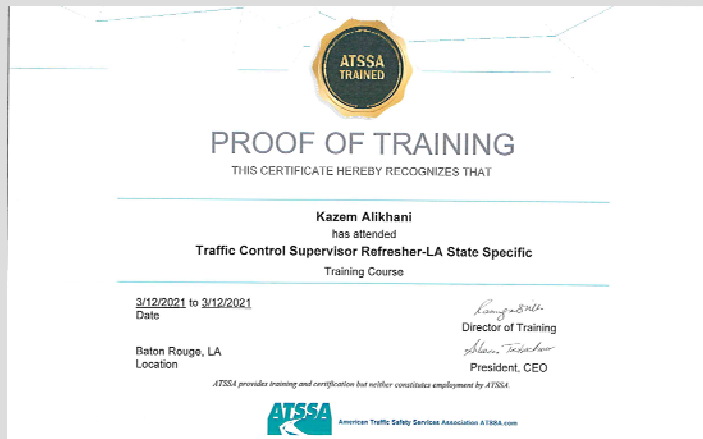 ATSSA
TRAINED
PROOF OF TRAINING
THIS CERTIFICATE HEREBY RECOGNIZES THAT
Kazem Alikhani
has attended
Traffic Control Supervisor Refresher-LA State Specific
Training Course
3/12/2021 to 3/12/2021
Date
Director of Training
Baton Rouge, LA
Location
President, CEO
ATSSA provides training and certification but neither constitutes employment by ATSSA.
ATSSA
American Traffic Safety Services Association ATSSA.com